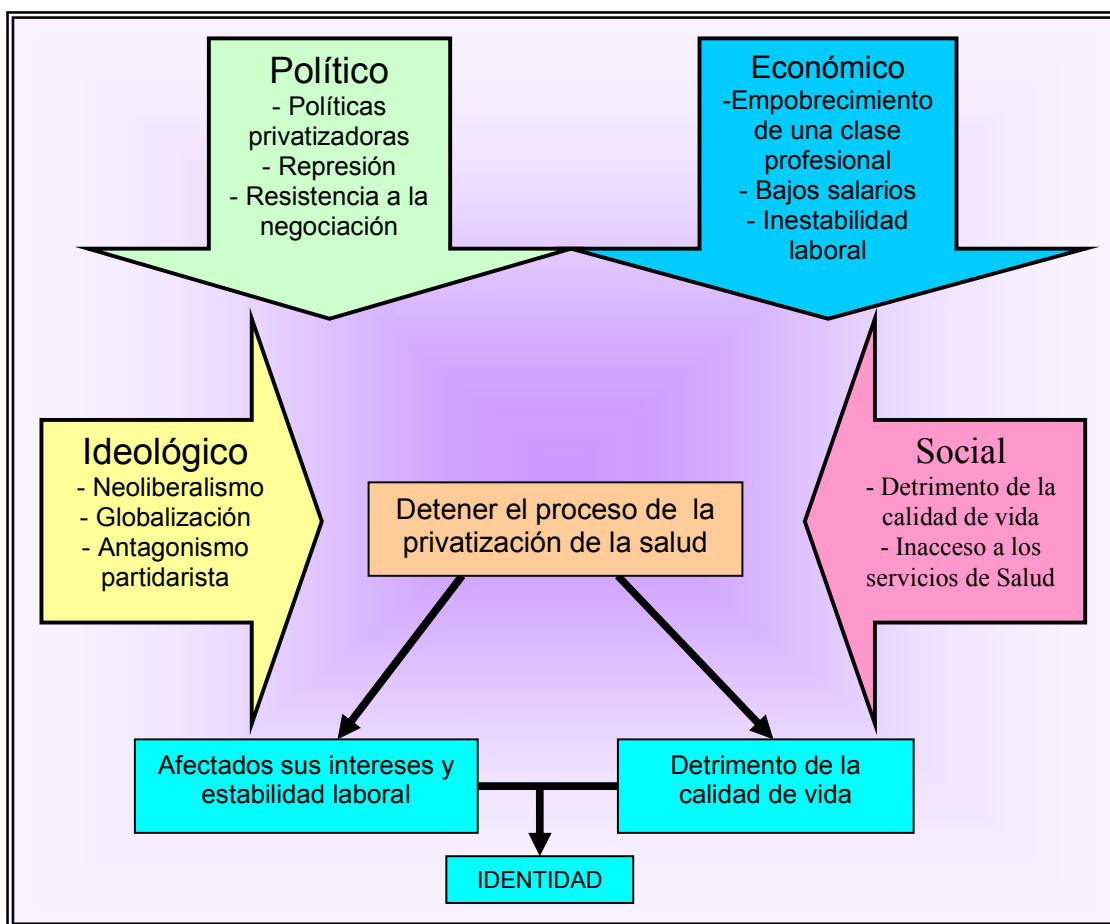 Político
- Políticas
privatizadoras
- Represión
- Resistencia a la
negociación
Económico
-Empobrecimiento
de una clase
profesional
- Bajos salarios
- Inestabilidad
laboral
Ideológico
- Neoliberalismo
- Globalización
- Antagonismo
partidarista
Detener el proceso de  la
privatización de la salud
Social
- Detrimento de la
calidad de vida
- Inacceso a los
servicios de Salud
Afectados sus intereses y
estabilidad laboral
Detrimento de la
calidad de vida
IDENTIDAD